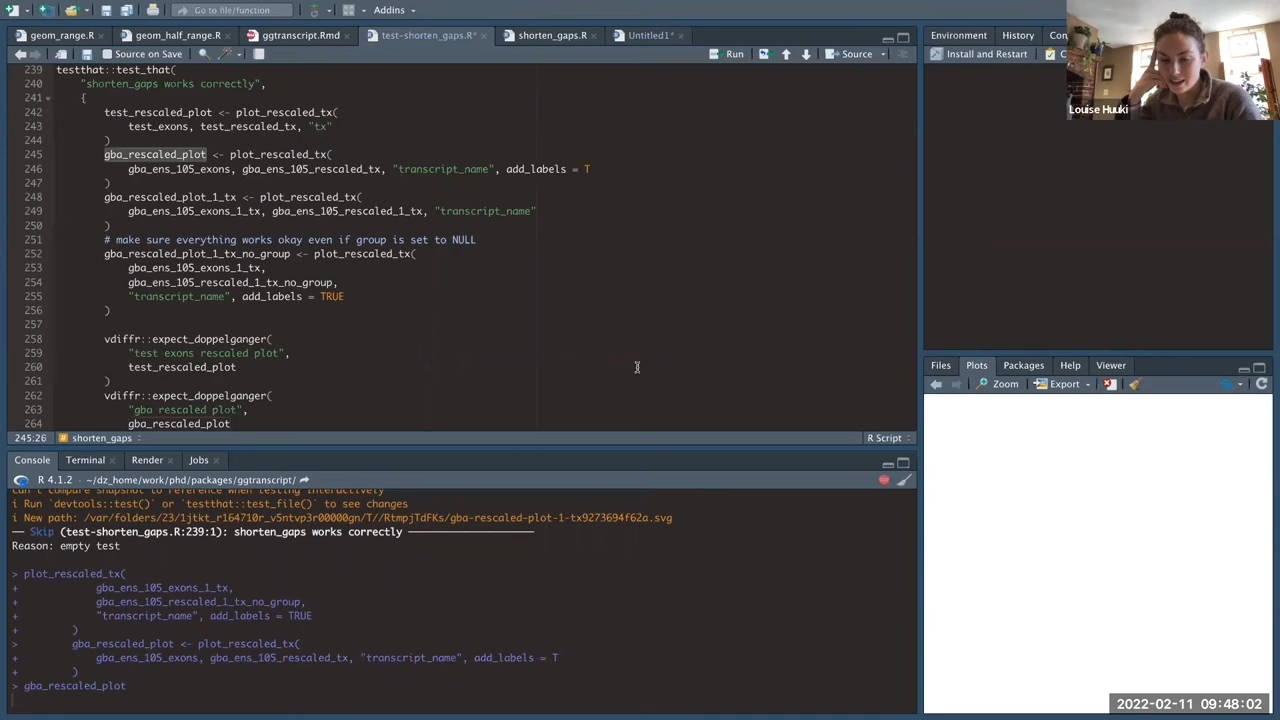 Go to file/function
Addins
geom_range.R
geom_half_range.R
ggtranscript.Rmd
test-shorten_gaps.R*
shorten_gaps.R
Untitled1*
Source on Save
Run
Source
239 testthat::test_that(
240 "shorten_gaps works correctly",
241 {
242 test_rescaled_plot <- plot_rescaled_tx(
243 test_exons, test_rescaled_tx, "tx"
244 )
245 gba_rescaled_plot <- plot_rescaled_tx(
246 gba_ens_105_exons, gba_ens_105_rescaled_tx, "transcript_name", add_labels = T
247 )
248 gba_rescaled_plot_1_tx <- plot_rescaled_tx(
249 gba_ens_105_exons_1_tx, gba_ens_105_rescaled_1_tx, "transcript_name"
250 )
251 # make sure everything works okay even if group is set to NULL
252 gba_rescaled_plot_1_tx_no_group <- plot_rescaled_tx(
253 gba_ens_105_exons_1_tx,
254 gba_ens_105_rescaled_1_tx_no_group,
255 "transcript_name", add_labels = TRUE
256 )
257
258 vdiffr::expect_doppelganger(
259 "test exons rescaled plot",
260 test_rescaled_plot
261 )
262 vdiffr::expect_doppelganger(
263 "gba rescaled plot",
264 gba_rescaled_plot
245:26 shorten_gaps
R Script
Console
Terminal
Render
Jobs
R 4.1.2 · ~/dz_home/work/phd/packages/ggtranscript/
Can't compare snapshot to reference when testing interactively
i Run `devtools::test()` or `testthat::test_file()` to see changes
i New path: /var/folders/23/1jtkt_r164710r_v5ntvp3r00000gn/T//RtmpjTdFKs/gba-rescaled-plot-1-tx9273694f62a.svg
── Skip (test-shorten_gaps.R:239:1): shorten_gaps works correctly ──
Reason: empty test
> plot_rescaled_tx(
+ gba_ens_105_exons_1_tx,
+ gba_ens_105_rescaled_1_tx_no_group,
+ "transcript_name", add_labels = TRUE
+ )
> gba_rescaled_plot <- plot_rescaled_tx(
+ gba_ens_105_exons, gba_ens_105_rescaled_tx, "transcript_name", add_labels = T
+ )
> gba_rescaled_plot
Environment
History
Install and Restart
Louise Huuki
Files
Plots
Packages
Help
Viewer
Zoom
Export
2022-02-11 09:48:02